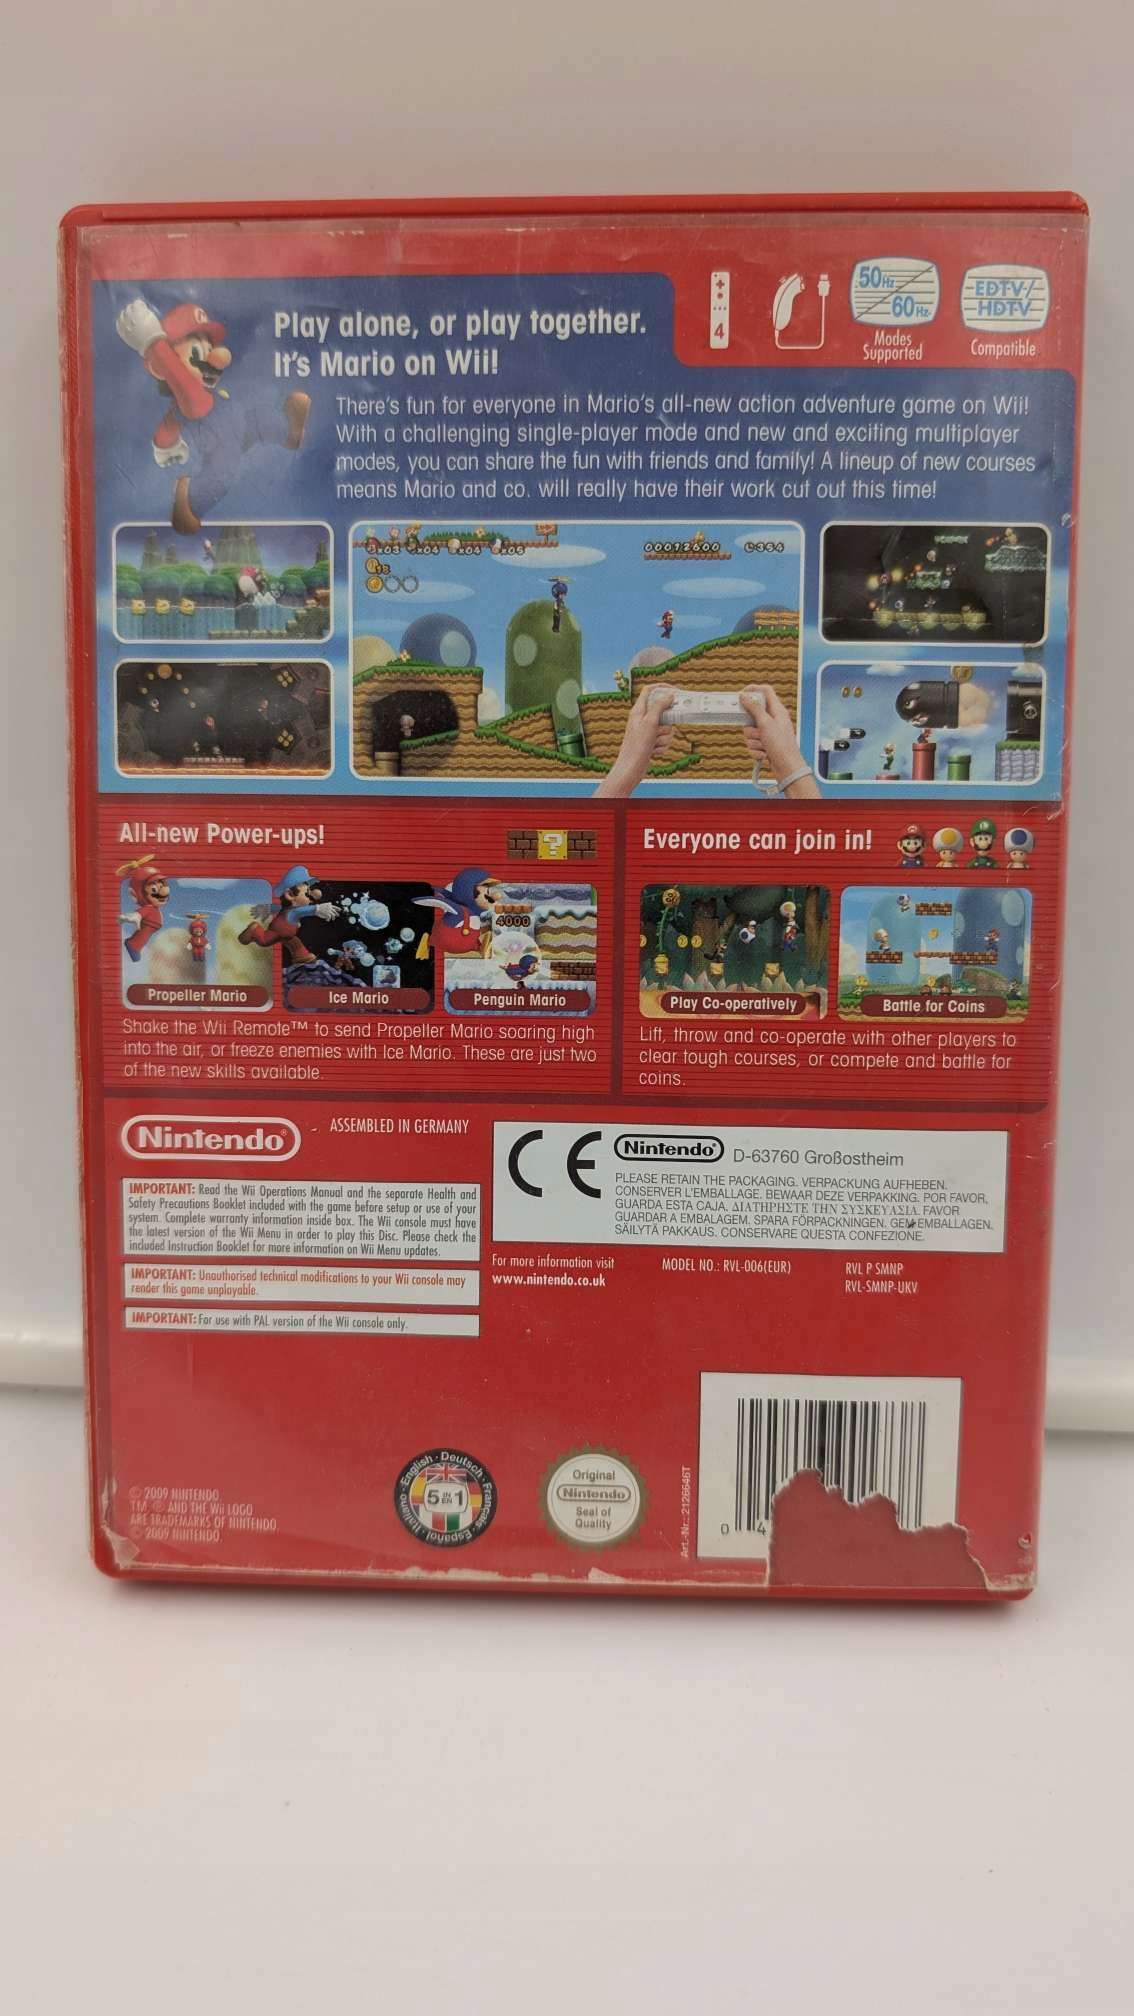 Play alone, or play together.
It's Mario on Wii!
4
50Hz
60Hz
Modes
Supported
EDTV/
HDTV
Compatible
There's fun for everyone in Mario's all-new action adventure game on Wii!
With a challenging single-player mode and new and exciting multiplayer
modes, you can share the fun with friends and family! A lineup of new courses
means Mario and co. will really have their work cut out this time!
00012600
All-new Power-ups!
?
4000
Propeller Mario
Ice Mario
Penguin Mario
Shake the Wii Remote™ to send Propeller Mario soaring high
into the air, or freeze enemies with Ice Mario. These are just two
of the new skills available.
Everyone can join in!
Play Co-operatively
Battle for Coins
Lift, throw and co-operate with other players to
clear tough courses, or compete and battle for
coins.
Nintendo®
ASSEMBLED IN GERMANY
IMPORTANT: Read the Wii Operations Manual and the separate Health and
Safety Precautions Booklet included with the game before setup or use of your
system. Complete warranty information inside box. The Wii console must have
the latest version of the Wii Menu in order to play this Disc. Please check the
included Instruction Booklet for more information on Wii Menu updates.
IMPORTANT: Unauthorised technical modifications to your Wii console may
render this game unplayable.
IMPORTANT: For use with PAL version of the Wii console only.
CE
Nintendo®
D-63760 Großostheim
PLEASE RETAIN THE PACKAGING. VERPACKUNG AUFHEBEN.
CONSERVER L'EMBALLAGE. BEWAAR DEZE VERPAKKING. POR FAVOR,
GUARDA ESTA CAJA. ΔΙΑΤΗΡΗΣΤΕ ΤΗΝ ΣΥΣΚΕΥΑΣΙΑ. FAVOR
GUARDAR A EMBALAGEM. SPARA FÖRPACKNINGEN. GEM EMBALLAGEN.
SÄILYTÄ PAKKAUS. CONSERVARE QUESTA CONFEZIONE.
For more information visit
www.nintendo.co.uk
MODEL NO.: RVL-006(EUR)
RVL P SMNP
RVL-SMNP-UKV
© 2009 NINTENDO.
TM, ® AND THE Wii LOGO
ARE TRADEMARKS OF NINTENDO.
© 2009 NINTENDO.
English · Deutsch · Français · Español · Italiano
5 IN EN 1
Original
Nintendo
Seal of
Quality
Art.-Nr.: 2126646T
0 4